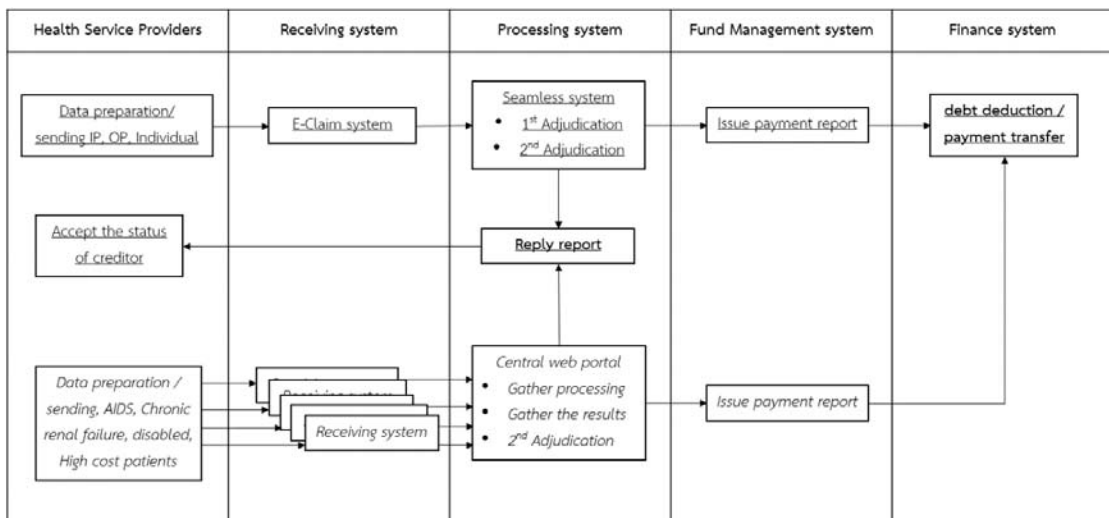 Health Service Providers
Receiving system
Processing system
Fund Management system
Finance system
Data preparation/
sending IP, OP, Individual
E-Claim system
Seamless system
• 1st Adjudication
• 2nd Adjudication
Issue payment report
debt deduction /
payment transfer
Accept the status
of creditor
Reply report
Data preparation /
sending, AIDS, Chronic
renal failure, disabled,
High cost patients
Receiving system
Central web portal
• Gather processing
• Gather the results
• 2nd Adjudication
Issue payment report